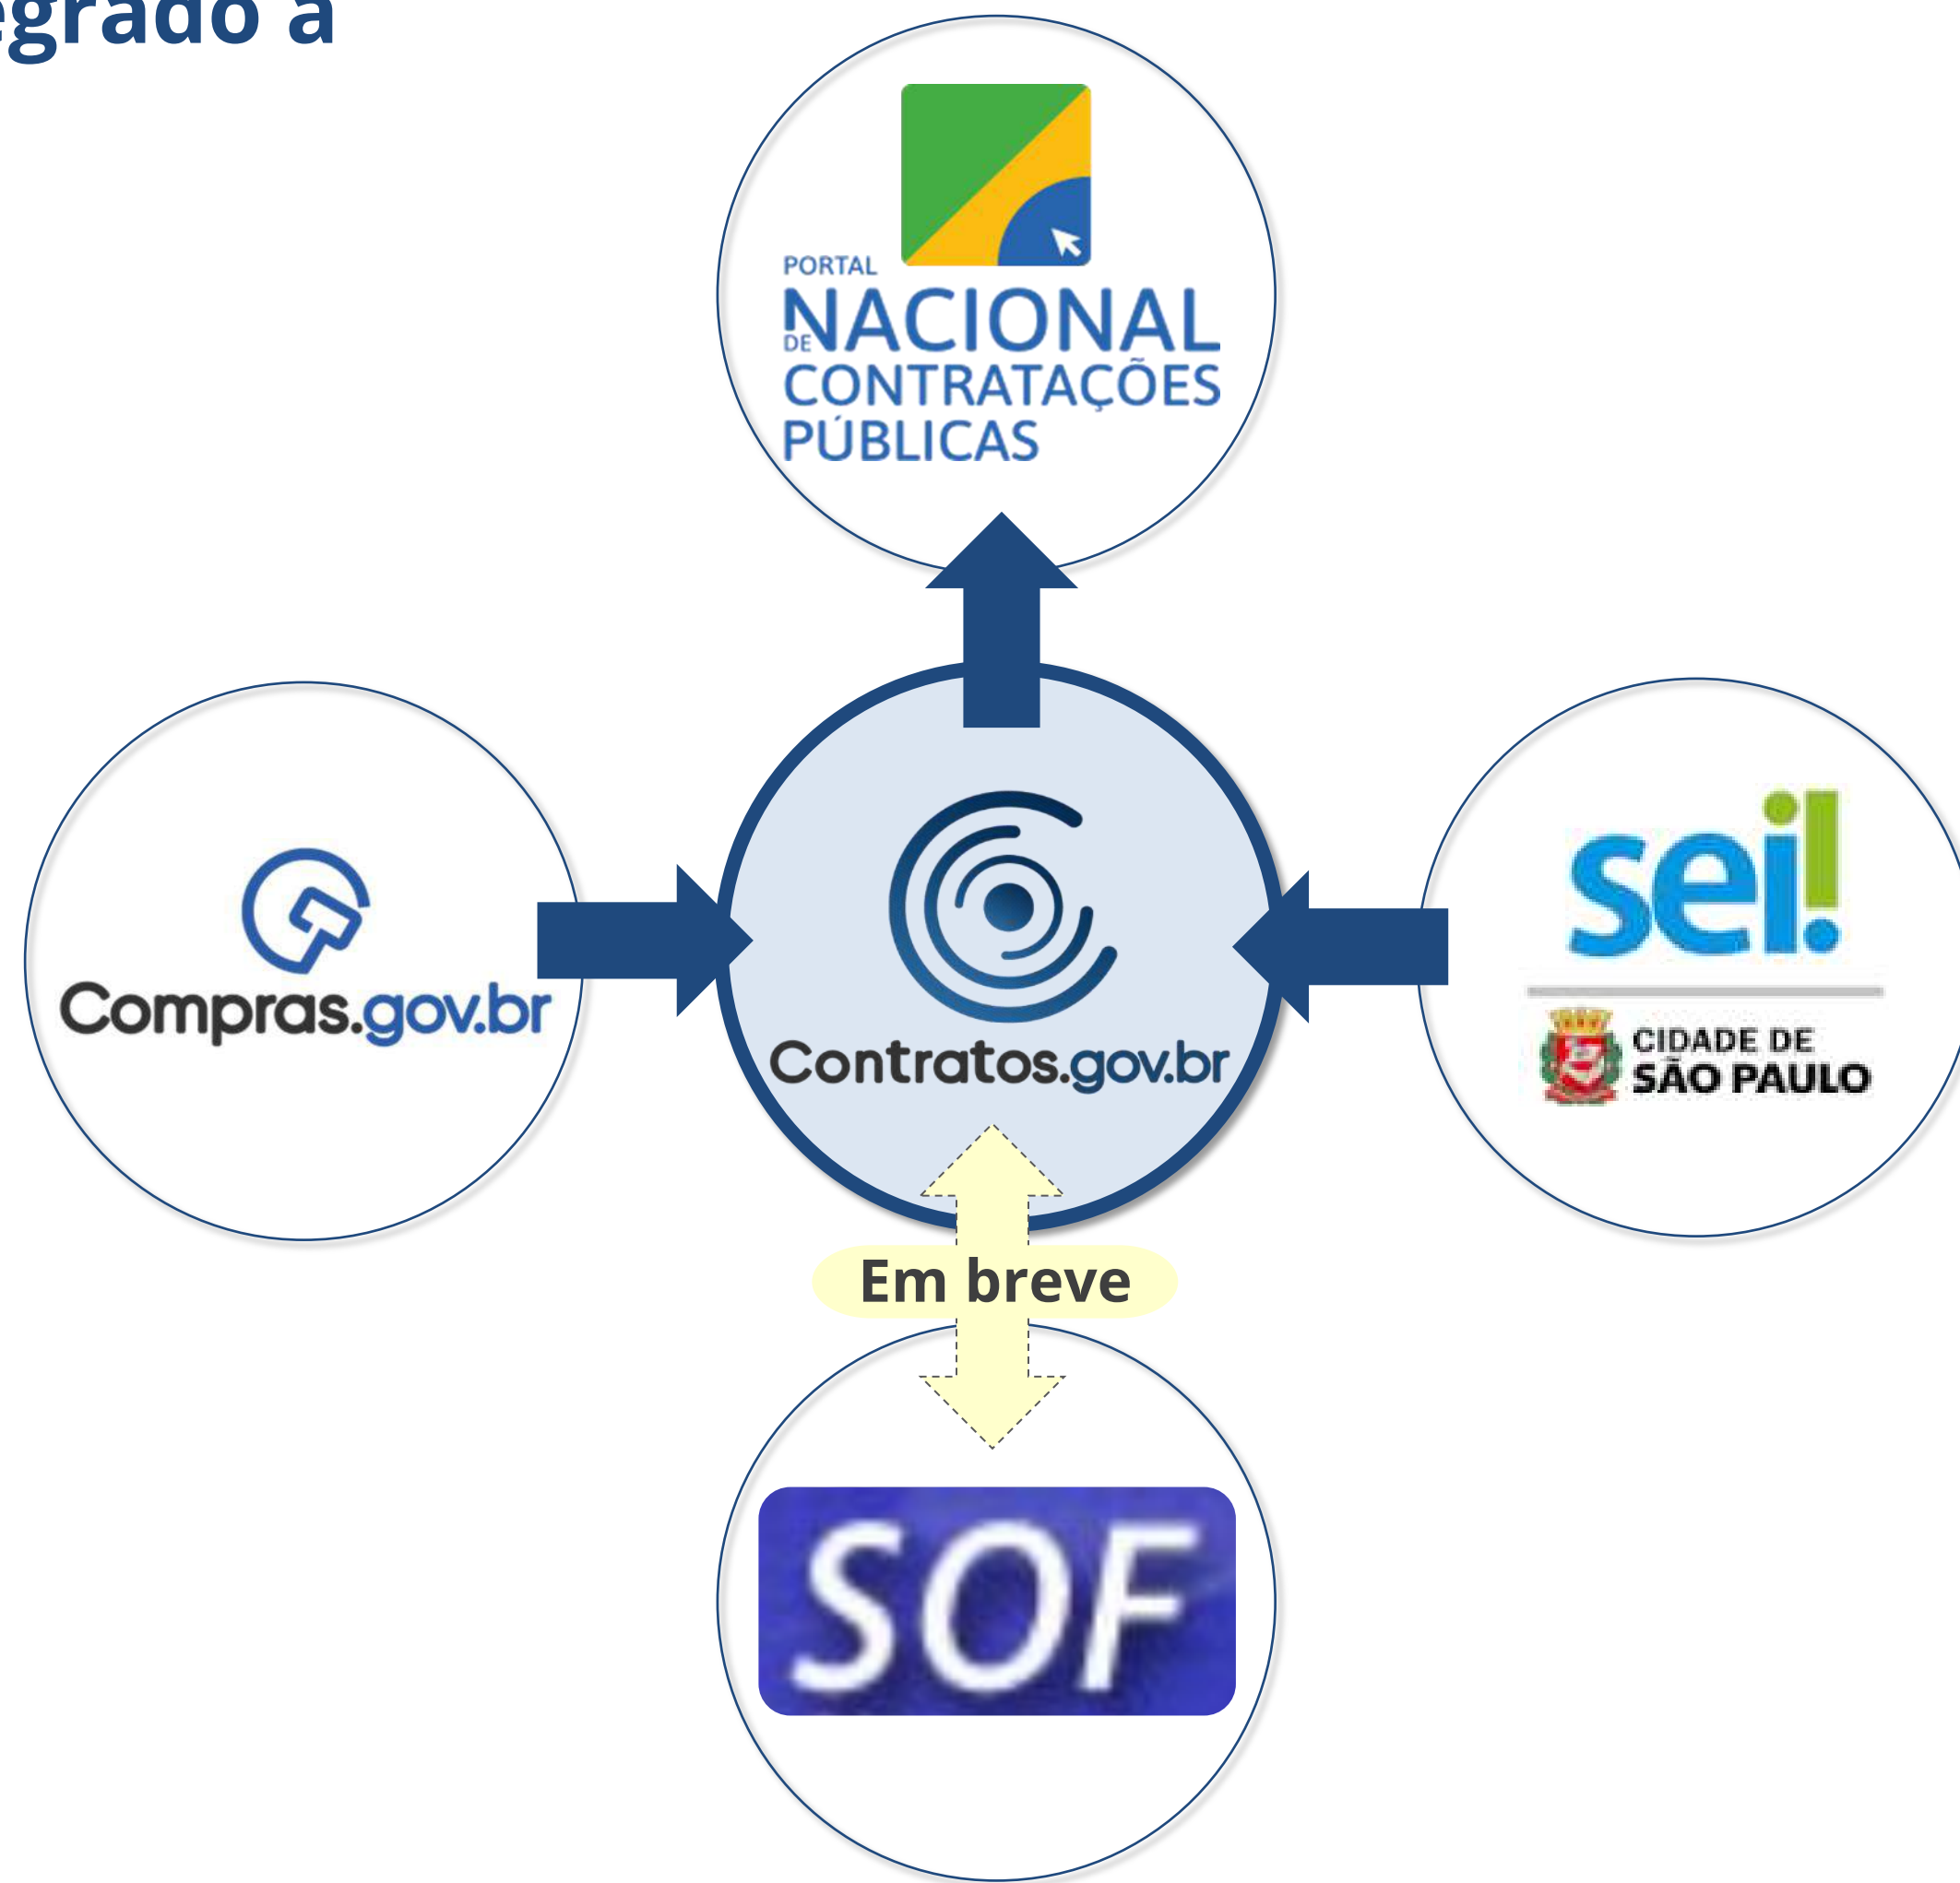 egrado a
PORTAL
NACIONAL
DE
CONTRATAÇÕES
PÚBLICAS
Compras.gov.br
Contratos.gov.br
sei!
CIDADE DE
SÃO PAULO
Em breve
SOF